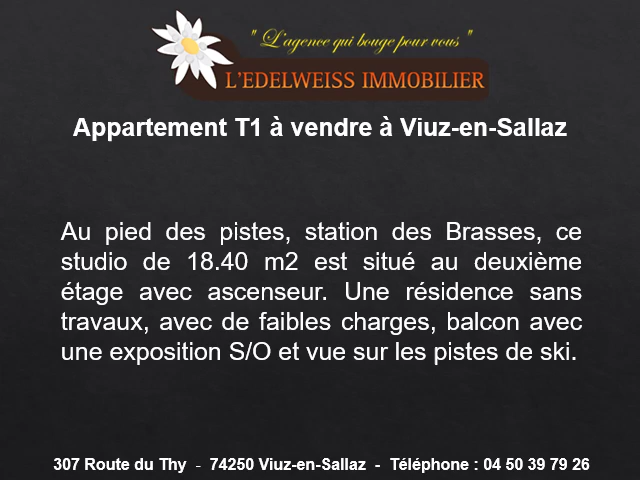 " L'agence qui bouge pour vous "
L'EDELWEISS IMMOBILIER
Appartement T1 à vendre à Viuz-en-Sallaz
Au pied des pistes, station des Brasses, ce
studio de 18.40 m2 est situé au deuxième
étage avec ascenseur. Une résidence sans
travaux, avec de faibles charges, balcon avec
une exposition S/O et vue sur les pistes de ski.
307 Route du Thy - 74250 Viuz-en-Sallaz - Téléphone : 04 50 39 79 26